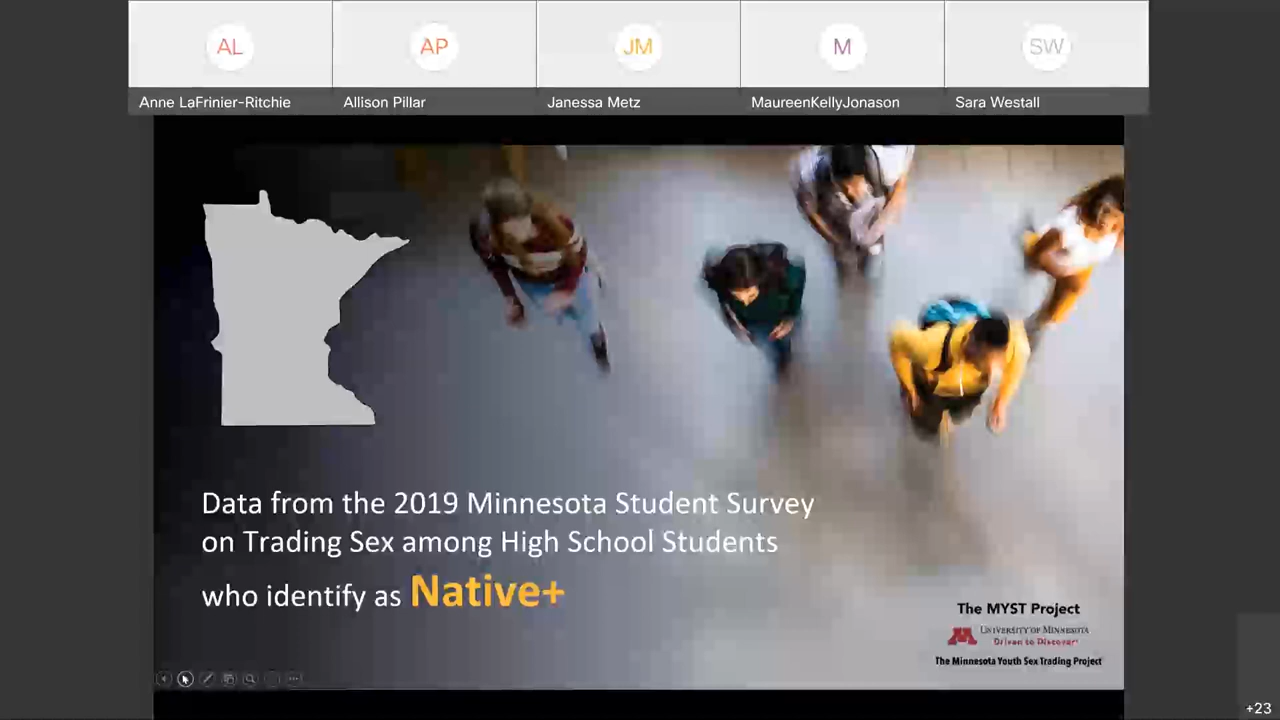 AL
AP
JM
M
SW
Anne LaFrinier-Ritchie
Allison Pillar
Janessa Metz
MaureenKellyJonason
Sara Westall
Data from the 2019 Minnesota Student Survey
on Trading Sex among High School Students
who identify as Native+
The MYST Project
M
UNIVERSITY OF MINNESOTA
Driven to Discover
The Minnesota Youth Sex Trading Project
+23